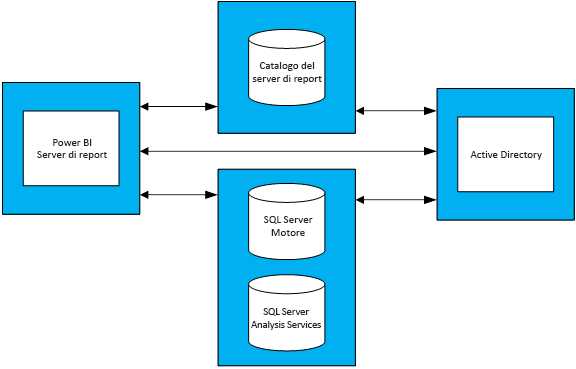 Catalogo del
server di report
Power BI
Server di report
Active Directory
SQL Server
Motore
SQL Server
Analysis Services